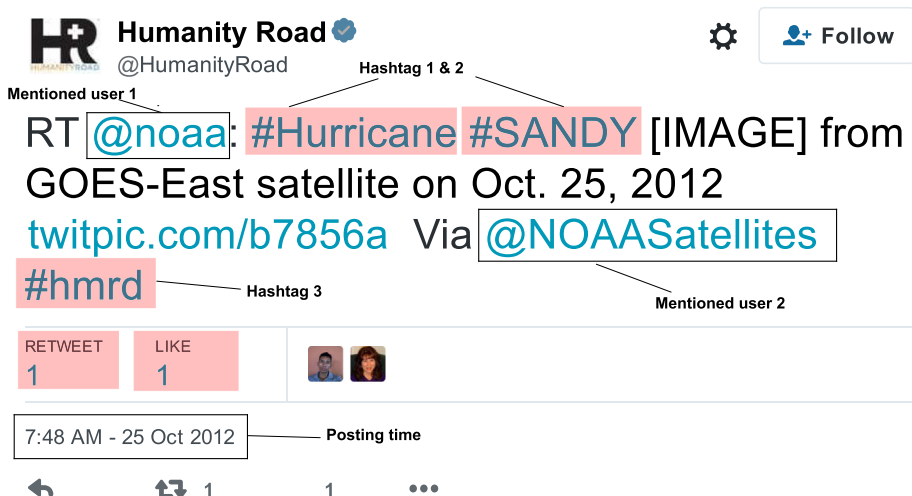 HR
HUMANITYROAD
Humanity Road
@HumanityRoad
Follow
Hashtag 1 & 2
Mentioned user 1
RT @noaa: #Hurricane #SANDY [IMAGE] from
GOES-East satellite on Oct. 25, 2012
twitpic.com/b7856a Via @NOAASatellites
#hmrd
Hashtag 3
Mentioned user 2
RETWEET LIKE
1 1
7:48 AM - 25 Oct 2012
Posting time
1 1